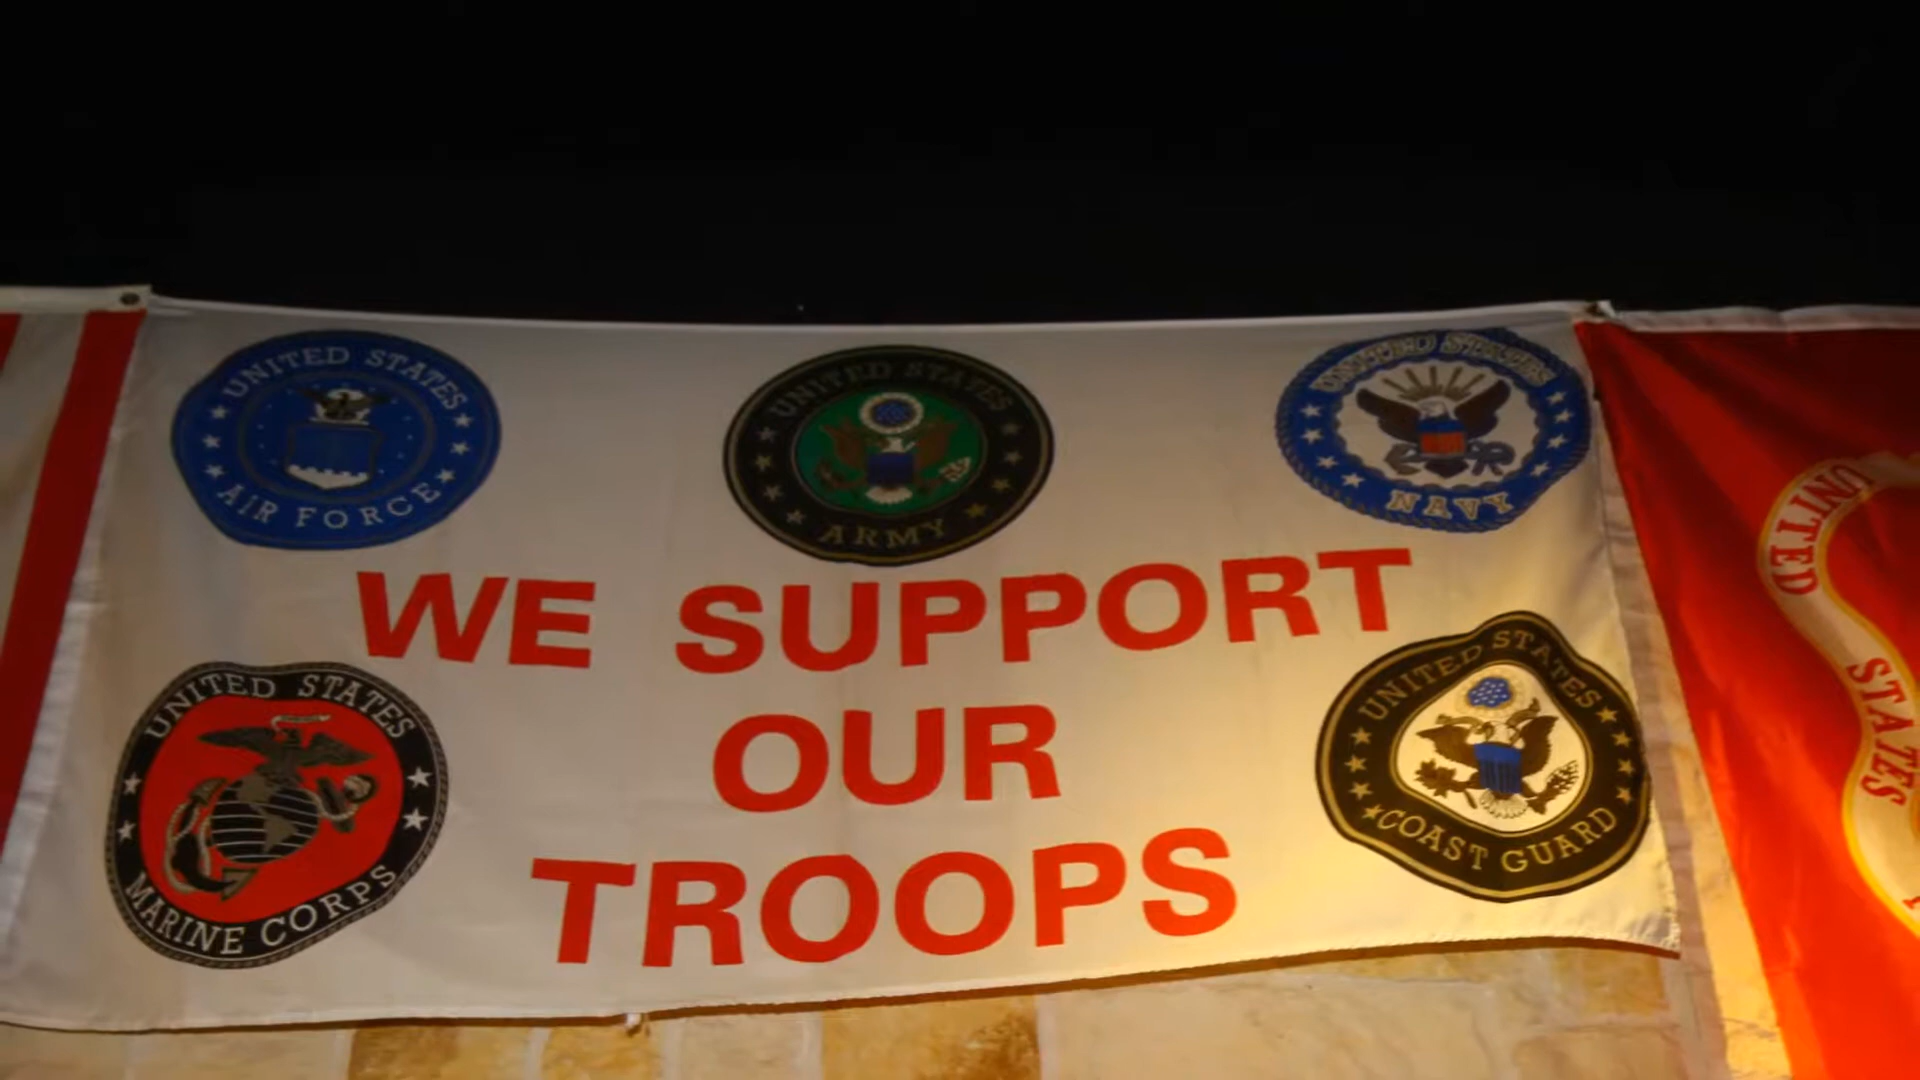 UNITED STATES
AIR FORCE
UNITED STATES
ARMY
UNITED STATES
NAVY
WE SUPPORT
OUR
TROOPS
UNITED STATES
MARINE CORPS
UNITED STATES
COAST GUARD
UNITED STATES